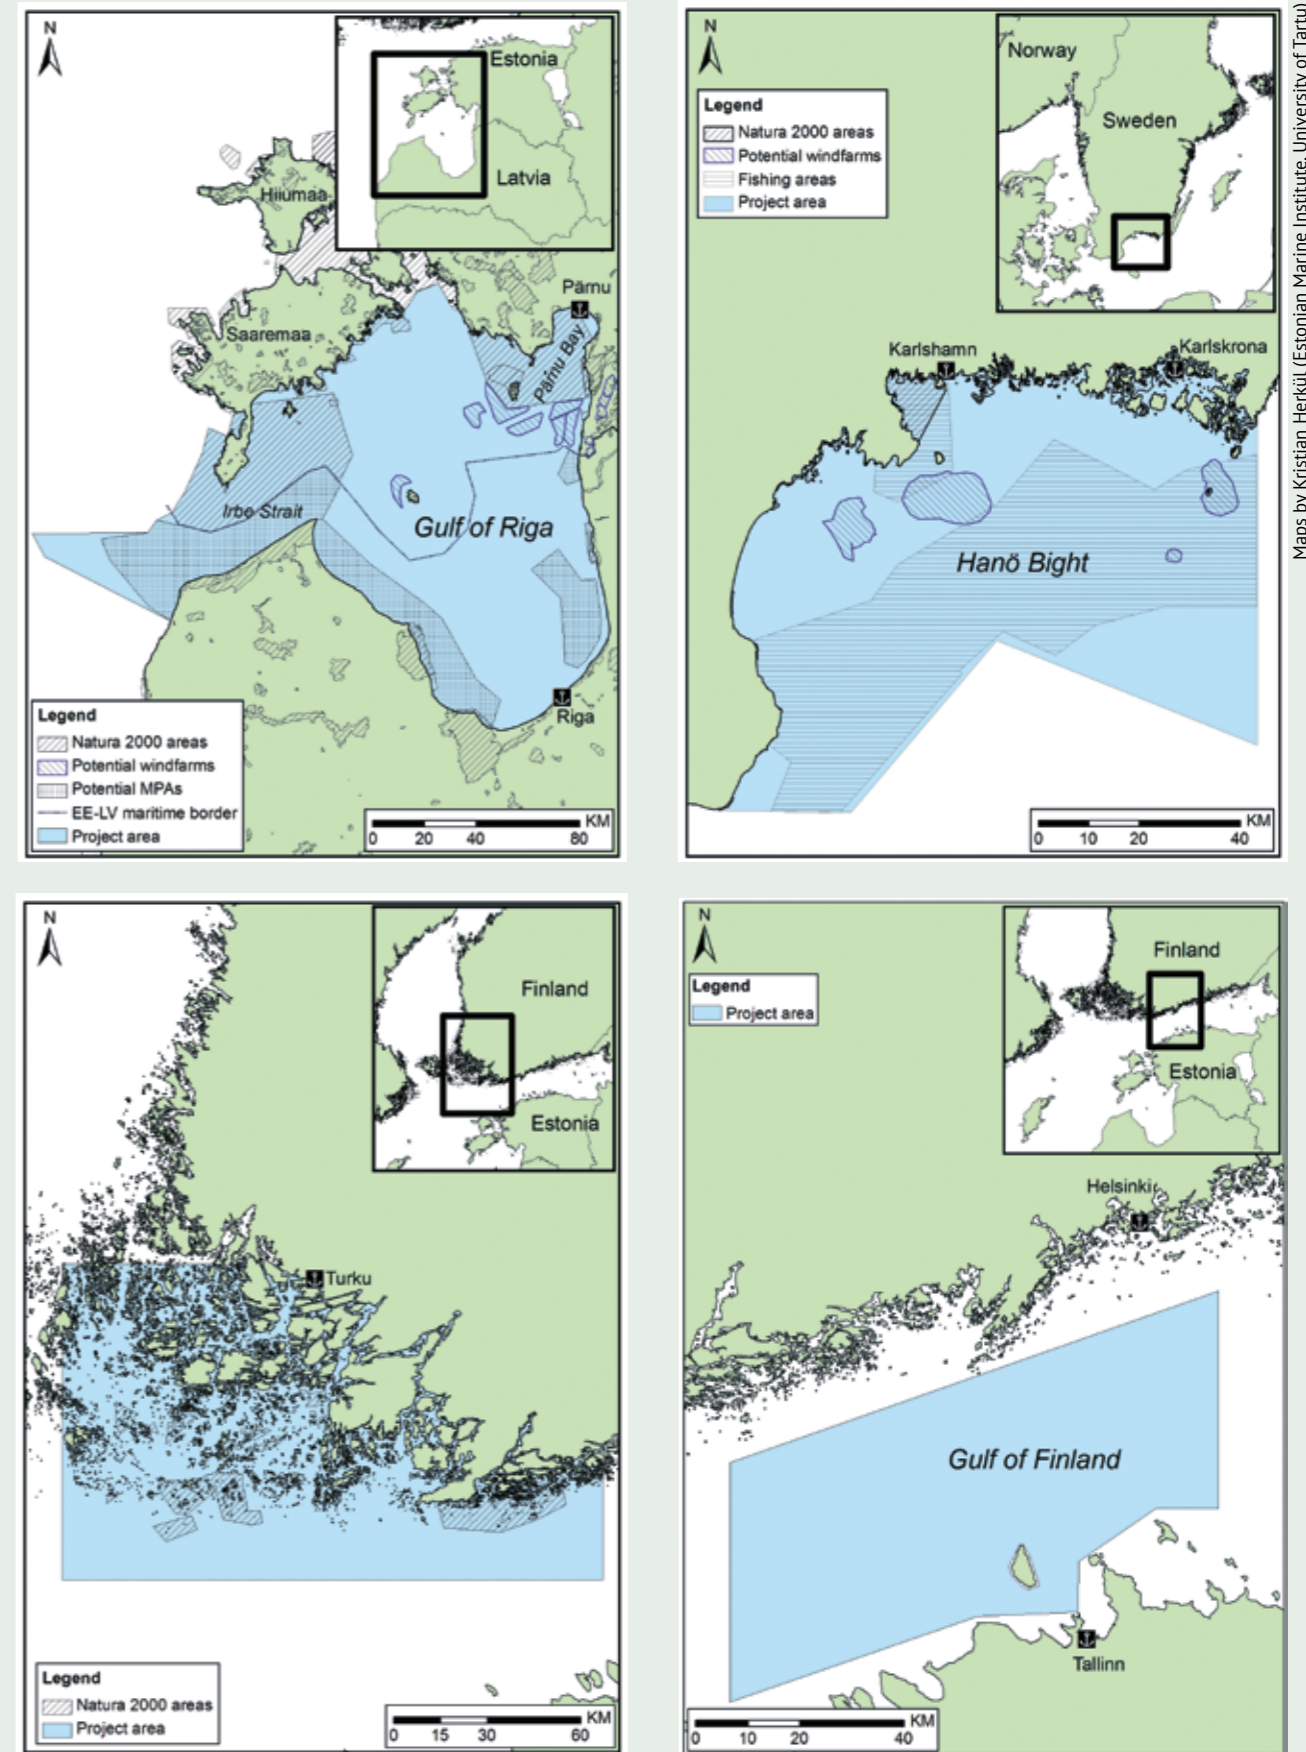 N
Estonia
Latvia
Hiiumaa
Saaremaa
Pärnu
Pärnu Bay
Irbe Strait
Gulf of Riga
Riga
Legend
Natura 2000 areas
Potential windfarms
Potential MPAs
EE-LV maritime border
Project area
KM
0 20 40 80
N
Legend
Natura 2000 areas
Potential windfarms
Fishing areas
Project area
Norway
Sweden
Karlshamn
Karlskrona
Hanö Bight
KM
0 10 20 40
Maps by Kristian Herkül (Estonian Marine Institute, University of Tartu)
N
Finland
Estonia
Turku
Legend
Natura 2000 areas
Project area
KM
0 15 30 60
N
Legend
Project area
Finland
Estonia
Helsinki
Gulf of Finland
Tallinn
KM
0 10 20 40